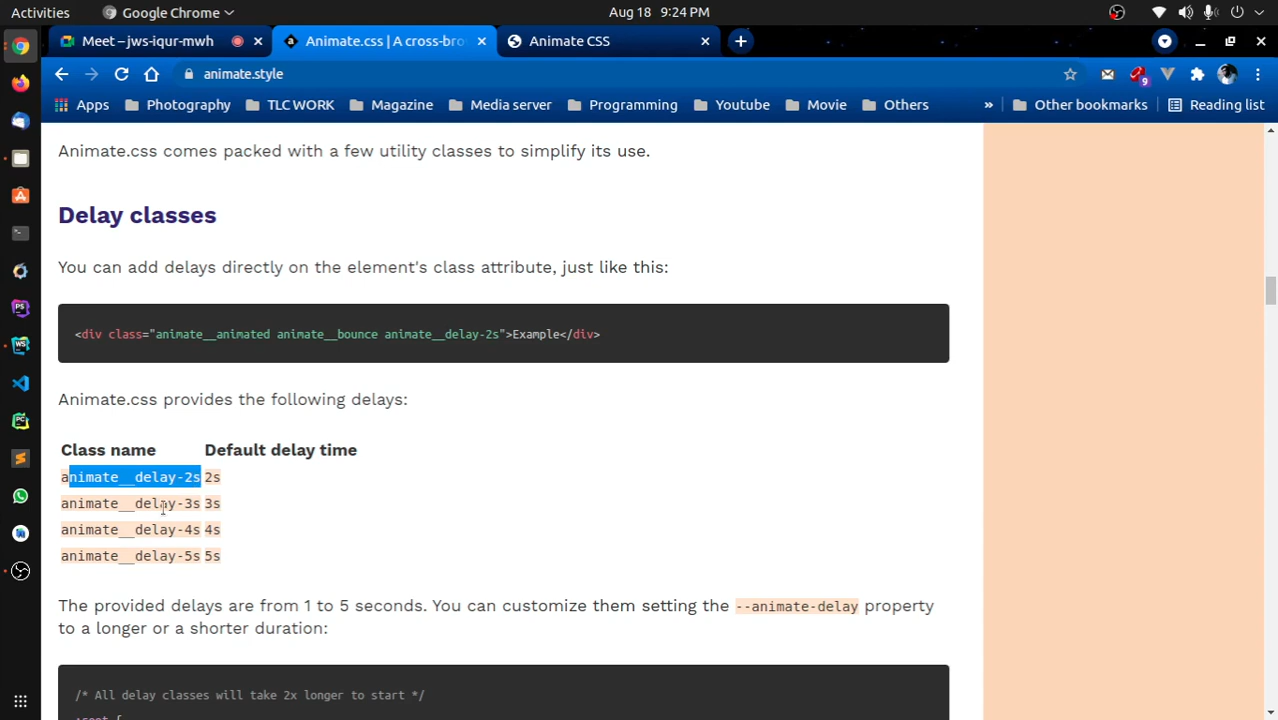 Activities Google Chrome Aug 18 9:24 PM
Meet – jws-iqur-mwh Animate.css | A cross-bro Animate CSS
animate.style 9
Apps Photography TLC WORK Magazine Media server Programming Youtube Movie Others » Other bookmarks Reading list
Animate.css comes packed with a few utility classes to simplify its use.
Delay classes
You can add delays directly on the element's class attribute, just like this:
<div class="animate__animated animate__bounce animate__delay-2s">Example</div>
Animate.css provides the following delays:
Class name Default delay time
animate__delay-2s 2s
animate__delay-3s 3s
animate__delay-4s 4s
animate__delay-5s 5s
The provided delays are from 1 to 5 seconds. You can customize them setting the --animate-delay property
to a longer or a shorter duration:
/* All delay classes will take 2x longer to start */
:root {